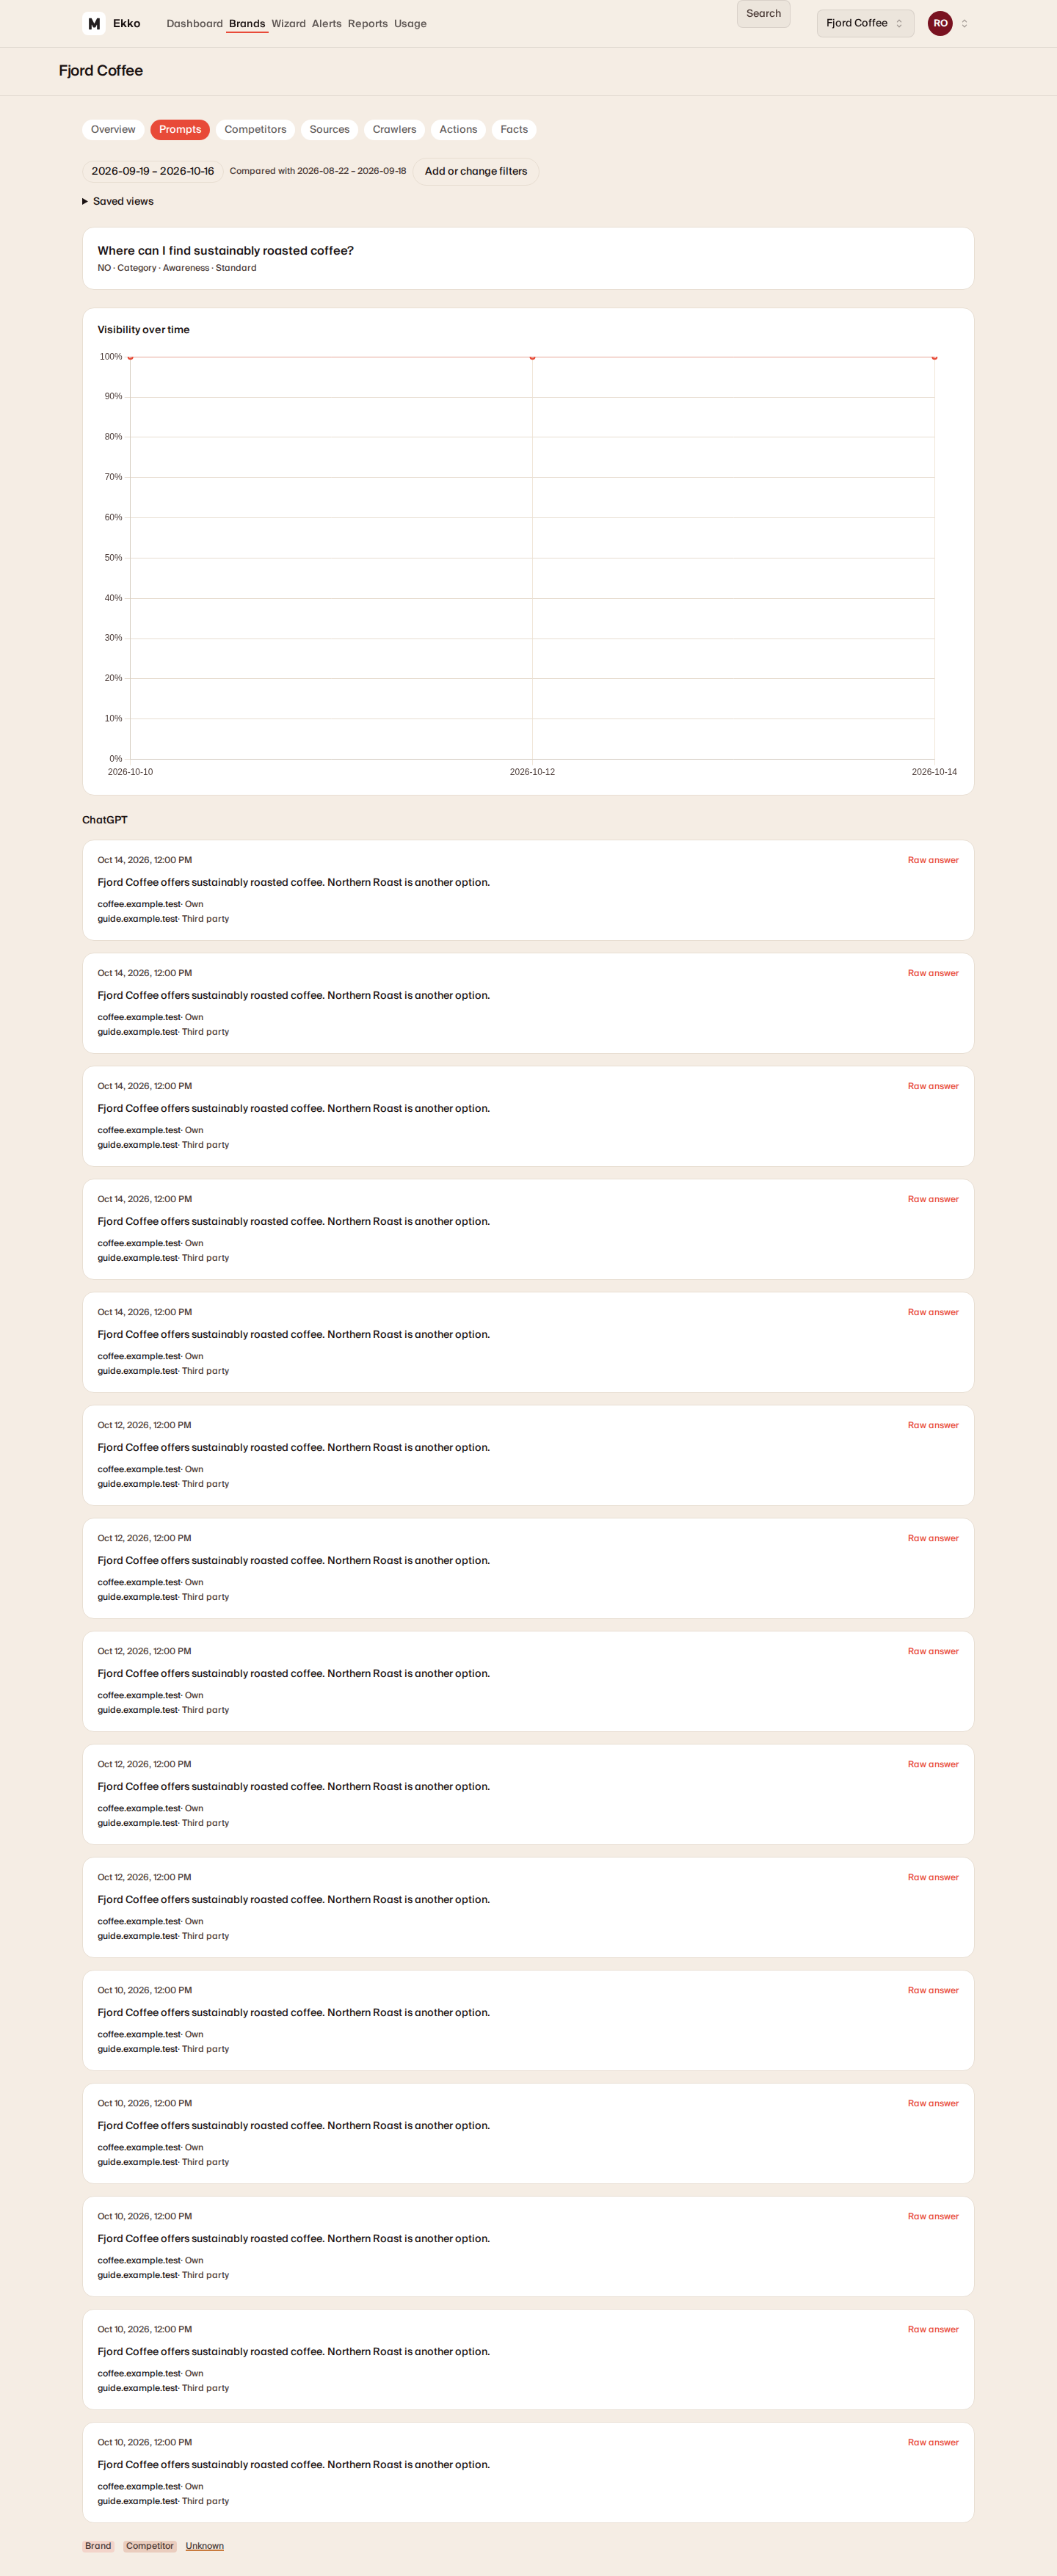 Ekko
Dashboard Brands Wizard Alerts Reports Usage
Search
Fjord Coffee
RO
Fjord Coffee
Overview Prompts Competitors Sources Crawlers Actions Facts
2026-09-19 – 2026-10-16 Compared with 2026-08-22 – 2026-09-18 Add or change filters
Saved views
Where can I find sustainably roasted coffee?
NO · Category · Awareness · Standard
Visibility over time
100%
90%
80%
70%
60%
50%
40%
30%
20%
10%
0%
2026-10-10 2026-10-12 2026-10-14
ChatGPT
Oct 14, 2026, 12:00 PM Raw answer
Fjord Coffee offers sustainably roasted coffee. Northern Roast is another option.
coffee.example.test· Own
guide.example.test· Third party
Oct 14, 2026, 12:00 PM Raw answer
Fjord Coffee offers sustainably roasted coffee. Northern Roast is another option.
coffee.example.test· Own
guide.example.test· Third party
Oct 14, 2026, 12:00 PM Raw answer
Fjord Coffee offers sustainably roasted coffee. Northern Roast is another option.
coffee.example.test· Own
guide.example.test· Third party
Oct 14, 2026, 12:00 PM Raw answer
Fjord Coffee offers sustainably roasted coffee. Northern Roast is another option.
coffee.example.test· Own
guide.example.test· Third party
Oct 14, 2026, 12:00 PM Raw answer
Fjord Coffee offers sustainably roasted coffee. Northern Roast is another option.
coffee.example.test· Own
guide.example.test· Third party
Oct 12, 2026, 12:00 PM Raw answer
Fjord Coffee offers sustainably roasted coffee. Northern Roast is another option.
coffee.example.test· Own
guide.example.test· Third party
Oct 12, 2026, 12:00 PM Raw answer
Fjord Coffee offers sustainably roasted coffee. Northern Roast is another option.
coffee.example.test· Own
guide.example.test· Third party
Oct 12, 2026, 12:00 PM Raw answer
Fjord Coffee offers sustainably roasted coffee. Northern Roast is another option.
coffee.example.test· Own
guide.example.test· Third party
Oct 12, 2026, 12:00 PM Raw answer
Fjord Coffee offers sustainably roasted coffee. Northern Roast is another option.
coffee.example.test· Own
guide.example.test· Third party
Oct 12, 2026, 12:00 PM Raw answer
Fjord Coffee offers sustainably roasted coffee. Northern Roast is another option.
coffee.example.test· Own
guide.example.test· Third party
Oct 10, 2026, 12:00 PM Raw answer
Fjord Coffee offers sustainably roasted coffee. Northern Roast is another option.
coffee.example.test· Own
guide.example.test· Third party
Oct 10, 2026, 12:00 PM Raw answer
Fjord Coffee offers sustainably roasted coffee. Northern Roast is another option.
coffee.example.test· Own
guide.example.test· Third party
Oct 10, 2026, 12:00 PM Raw answer
Fjord Coffee offers sustainably roasted coffee. Northern Roast is another option.
coffee.example.test· Own
guide.example.test· Third party
Oct 10, 2026, 12:00 PM Raw answer
Fjord Coffee offers sustainably roasted coffee. Northern Roast is another option.
coffee.example.test· Own
guide.example.test· Third party
Oct 10, 2026, 12:00 PM Raw answer
Fjord Coffee offers sustainably roasted coffee. Northern Roast is another option.
coffee.example.test· Own
guide.example.test· Third party
Brand Competitor Unknown